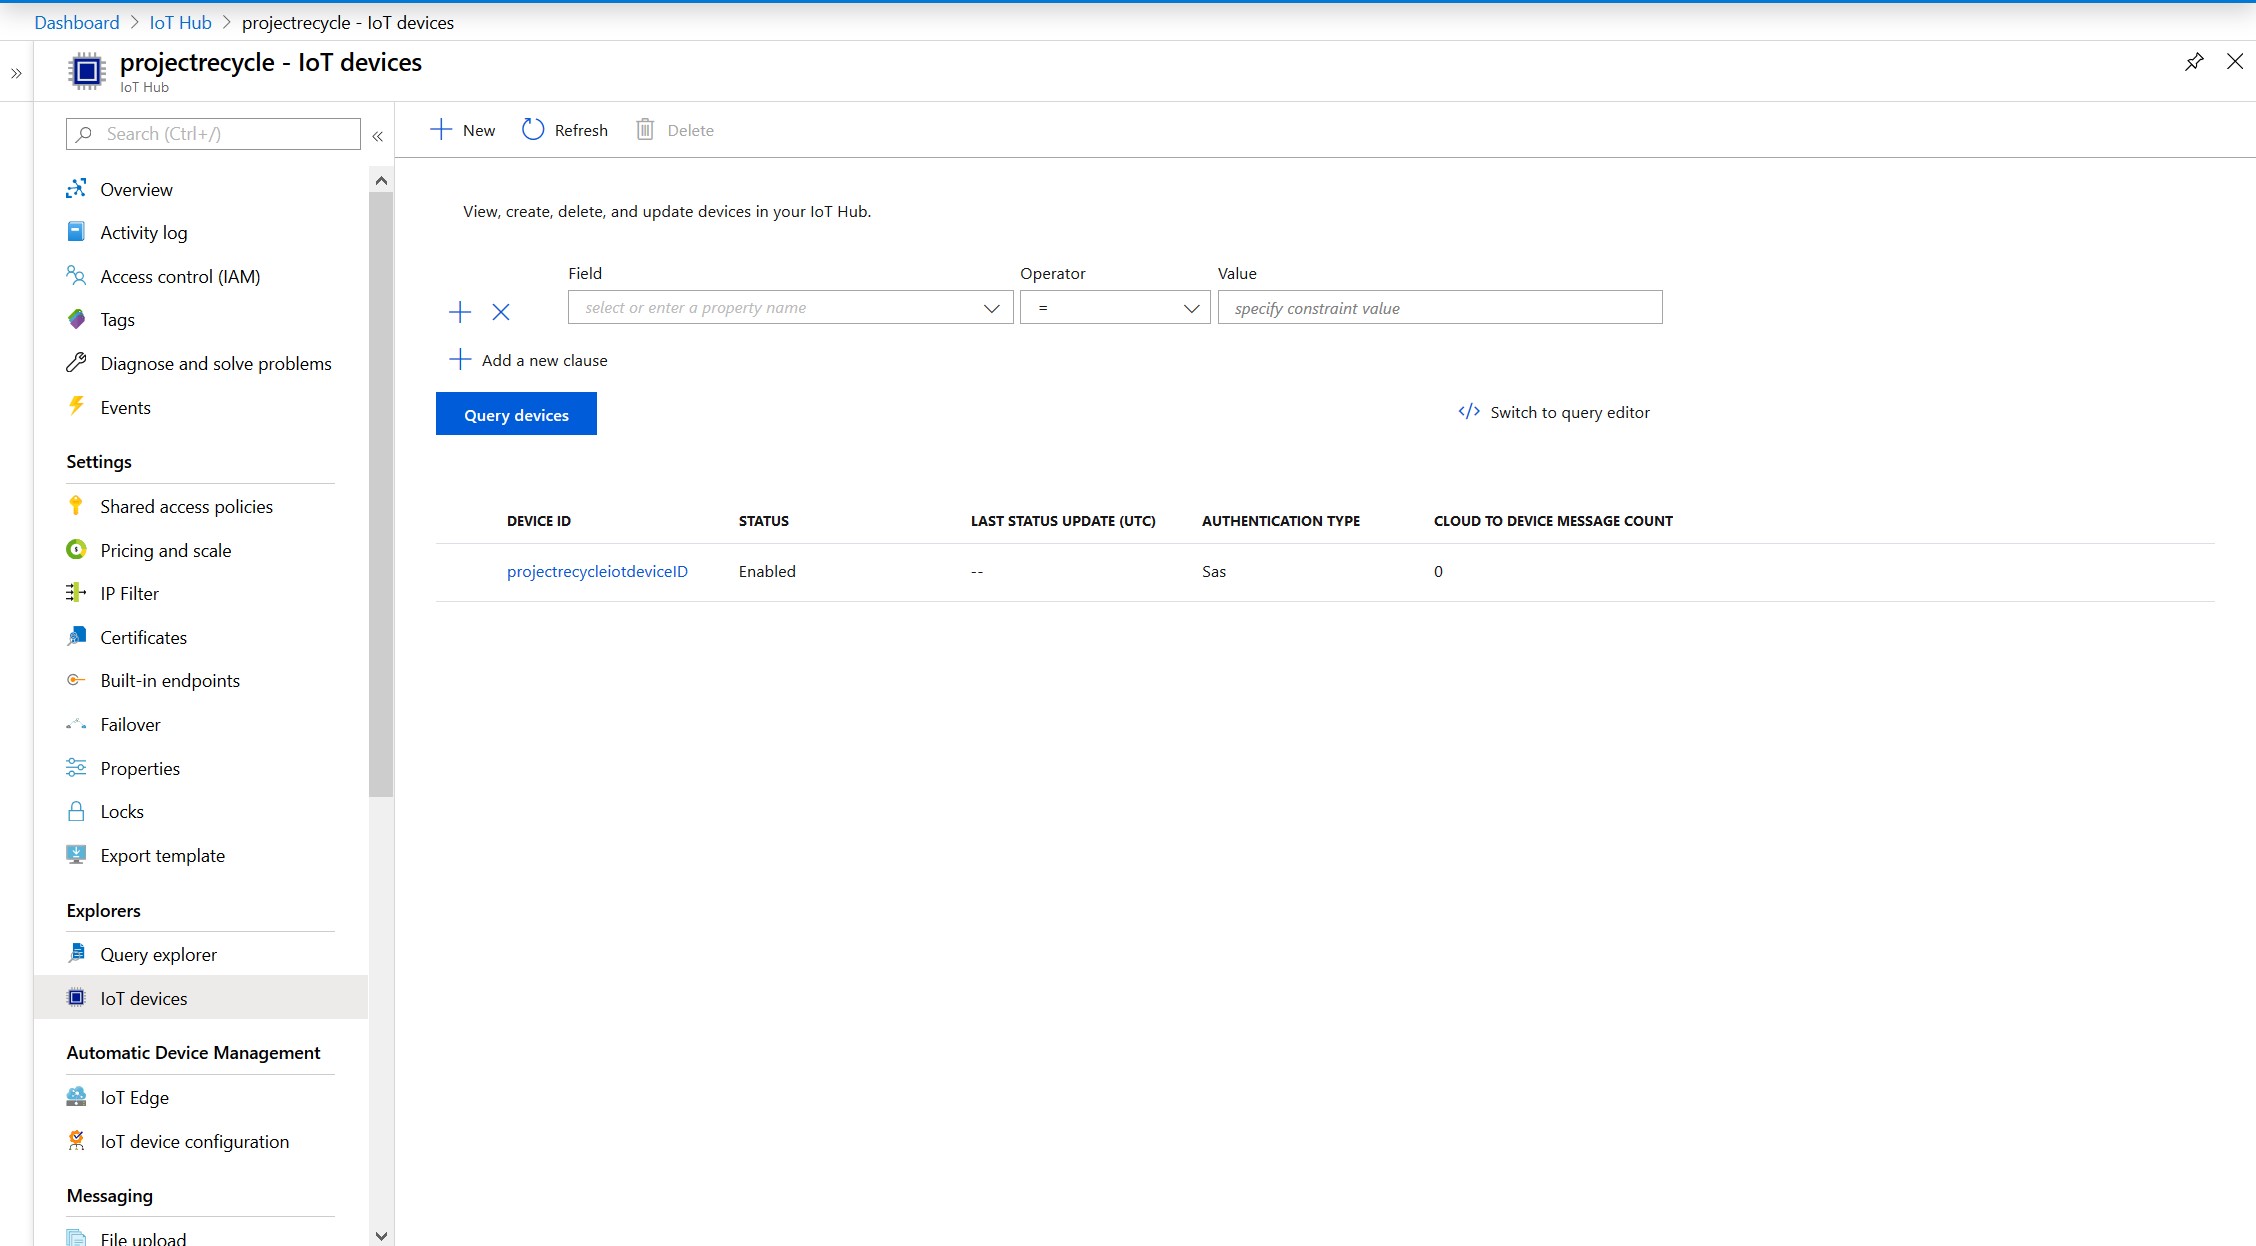 Dashboard > IoT Hub > projectrecycle - IoT devices
projectrecycle - IoT devices
IoT Hub
Search (Ctrl+/)
Overview
Activity log
Access control (IAM)
Tags
Diagnose and solve problems
Events
Settings
Shared access policies
Pricing and scale
IP Filter
Certificates
Built-in endpoints
Failover
Properties
Locks
Export template
Explorers
Query explorer
IoT devices
Automatic Device Management
IoT Edge
IoT device configuration
Messaging
File upload
New Refresh Delete
View, create, delete, and update devices in your IoT Hub.
Field Operator Value
select or enter a property name = specify constraint value
Add a new clause
Query devices </> Switch to query editor
DEVICE ID STATUS LAST STATUS UPDATE (UTC) AUTHENTICATION TYPE CLOUD TO DEVICE MESSAGE COUNT
projectrecycleiotdeviceID Enabled -- Sas 0